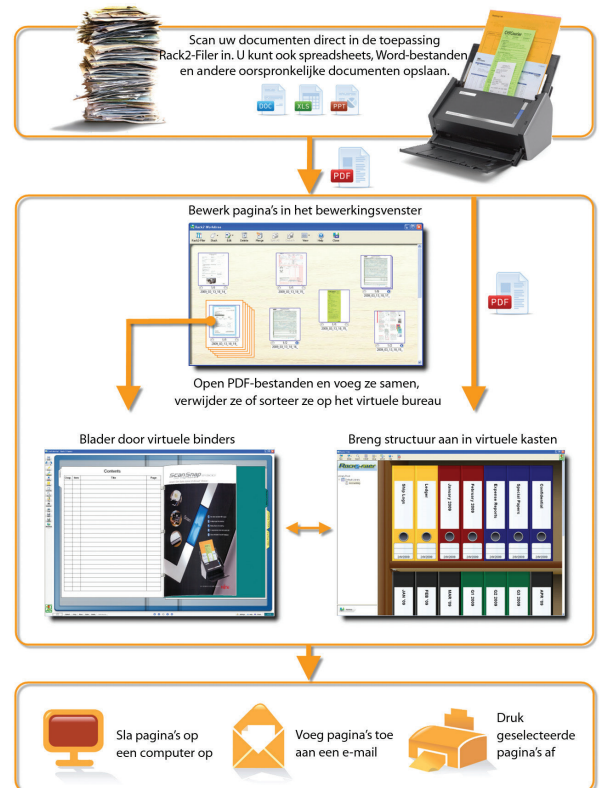 Scan uw documenten direct in de toepassing
Rack2-Filer in. U kunt ook spreadsheets, Word-bestanden
en andere oorspronkelijke documenten opslaan.
DOC
XLS
PPT
PDF
Bewerk pagina's in het bewerkingsvenster
PDF
Open PDF-bestanden en voeg ze samen,
verwijder ze of sorteer ze op het virtuele bureau
Blader door virtuele binders
Breng structuur aan in virtuele kasten
Contents
Title
Page
ScanSnap
Ship Logs
Ledger
January 2009
February 2009
Expense Reports
Special Papers
Confidential
JAN '09
FEB '09
MAR '09
Q1 2009
Q2 2009
Q3 2009
APR '09
Sla pagina's op
een computer op
Voeg pagina's toe
aan een e-mail
Druk
geselecteerde
pagina's af